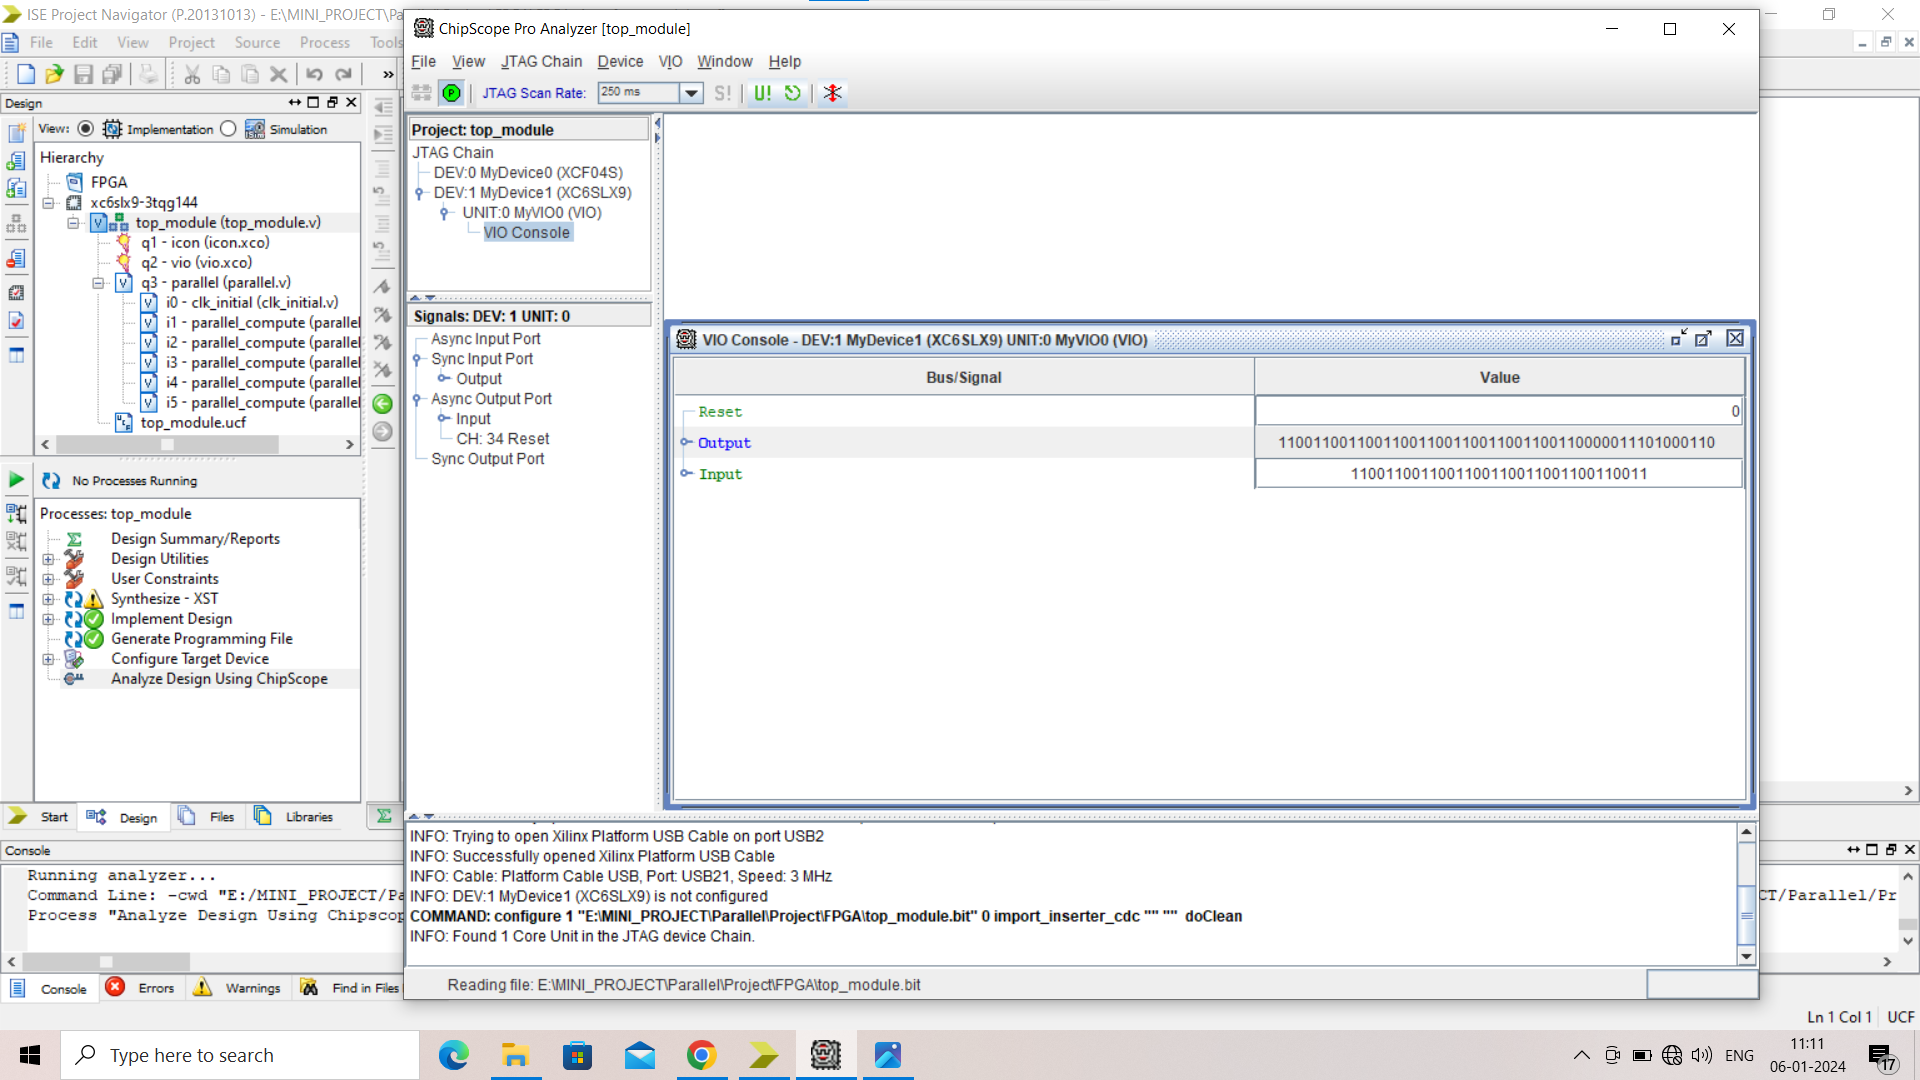 ISE Project Navigator (P.20131013) - E:\MINI_PROJECT\Pa
File Edit View Project Source Process Tools
Design
View: Implementation Simulation
Hierarchy
FPGA
xc6slx9-3tqg144
top_module (top_module.v)
q1 - icon (icon.xco)
q2 - vio (vio.xco)
q3 - parallel (parallel.v)
i0 - clk_initial (clk_initial.v)
i1 - parallel_compute (parallel
i2 - parallel_compute (parallel
i3 - parallel_compute (parallel
i4 - parallel_compute (parallel
i5 - parallel_compute (parallel
top_module.ucf
No Processes Running
Processes: top_module
Design Summary/Reports
Design Utilities
User Constraints
Synthesize - XST
Implement Design
Generate Programming File
Configure Target Device
Analyze Design Using ChipScope
Start Design Files Libraries
Console
Running analyzer...
Command Line: -cwd "E:/MINI_PROJECT/Pa
Process "Analyze Design Using Chipscop
CT/Parallel/Pr
Console Errors Warnings Find in Files
ChipScope Pro Analyzer [top_module]
File View JTAG Chain Device VIO Window Help
JTAG Scan Rate: 250 ms S! U!
Project: top_module
JTAG Chain
DEV:0 MyDevice0 (XCF04S)
DEV:1 MyDevice1 (XC6SLX9)
UNIT:0 MyVIO0 (VIO)
VIO Console
Signals: DEV: 1 UNIT: 0
Async Input Port
Sync Input Port
Output
Async Output Port
Input
CH: 34 Reset
Sync Output Port
VIO Console - DEV:1 MyDevice1 (XC6SLX9) UNIT:0 MyVIO0 (VIO)
Bus/Signal Value
Reset 0
Output 11001100110011001100110011001100110000011101000110
Input 1100110011001100110011001100110011
INFO: Trying to open Xilinx Platform USB Cable on port USB2
INFO: Successfully opened Xilinx Platform USB Cable
INFO: Cable: Platform Cable USB, Port: USB21, Speed: 3 MHz
INFO: DEV:1 MyDevice1 (XC6SLX9) is not configured
COMMAND: configure 1 "E:\MINI_PROJECT\Parallel\Project\FPGA\top_module.bit" 0 import_inserter_cdc "" "" doClean
INFO: Found 1 Core Unit in the JTAG device Chain.
Reading file: E:\MINI_PROJECT\Parallel\Project\FPGA\top_module.bit
Ln 1 Col 1 UCF
Type here to search
ENG
11:11
06-01-2024
17